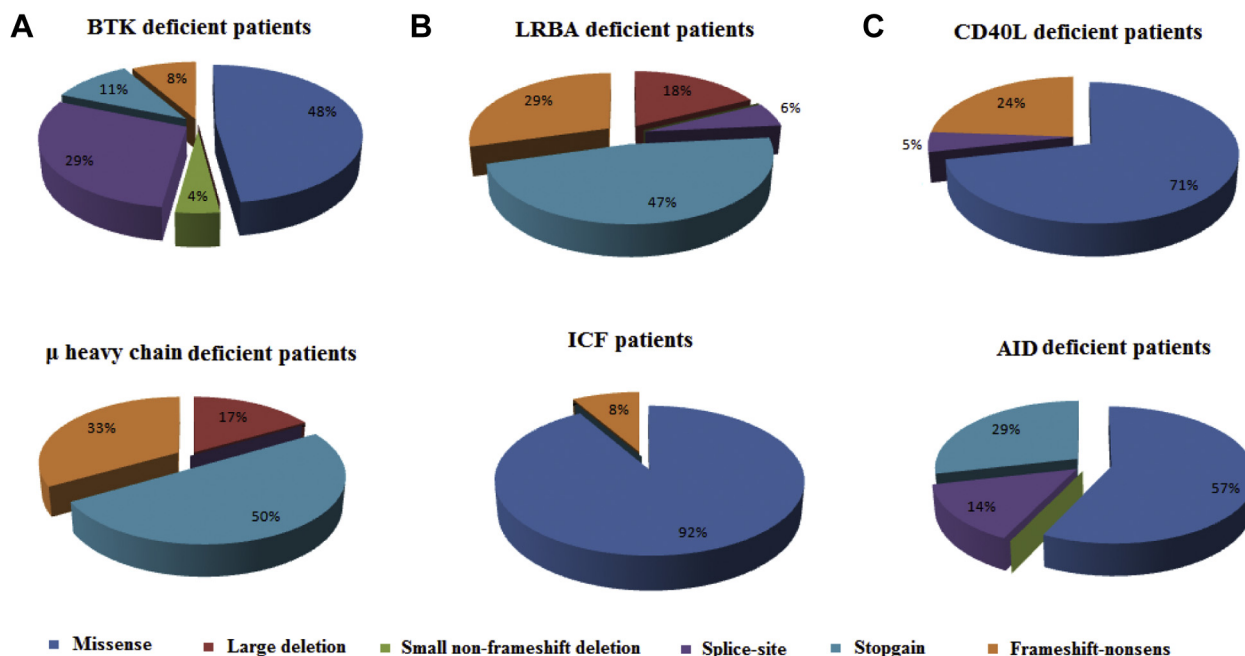 A
BTK deficient patients
8%
11%
48%
29%
4%
B
LRBA deficient patients
29%
18%
6%
47%
C
CD40L deficient patients
24%
5%
71%
μ heavy chain deficient patients
33%
17%
50%
ICF patients
8%
92%
AID deficient patients
29%
57%
14%
Missense
Large deletion
Small non-frameshift deletion
Splice-site
Stopgain
Frameshift-nonsens